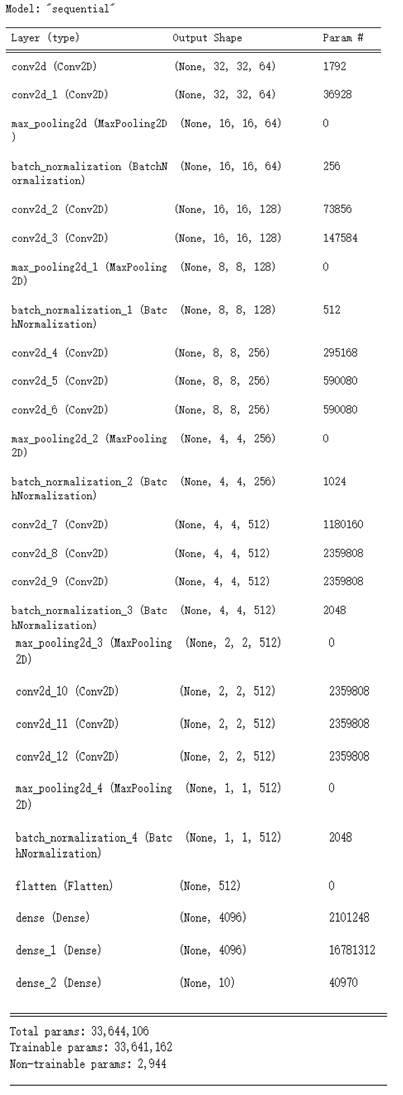 Model: "sequential"
Layer (type) Output Shape Param #
conv2d (Conv2D) (None, 32, 32, 64) 1792
conv2d_1 (Conv2D) (None, 32, 32, 64) 36928
max_pooling2d (MaxPooling2D (None, 16, 16, 64) 0
)
batch_normalization (BatchN (None, 16, 16, 64) 256
ormalization)
conv2d_2 (Conv2D) (None, 16, 16, 128) 73856
conv2d_3 (Conv2D) (None, 16, 16, 128) 147584
max_pooling2d_1 (MaxPooling (None, 8, 8, 128) 0
2D)
batch_normalization_1 (Batc (None, 8, 8, 128) 512
hNormalization)
conv2d_4 (Conv2D) (None, 8, 8, 256) 295168
conv2d_5 (Conv2D) (None, 8, 8, 256) 590080
conv2d_6 (Conv2D) (None, 8, 8, 256) 590080
max_pooling2d_2 (MaxPooling (None, 4, 4, 256) 0
2D)
batch_normalization_2 (Batc (None, 4, 4, 256) 1024
hNormalization)
conv2d_7 (Conv2D) (None, 4, 4, 512) 1180160
conv2d_8 (Conv2D) (None, 4, 4, 512) 2359808
conv2d_9 (Conv2D) (None, 4, 4, 512) 2359808
batch_normalization_3 (Batc (None, 4, 4, 512) 2048
hNormalization)
max_pooling2d_3 (MaxPooling (None, 2, 2, 512) 0
2D)
conv2d_10 (Conv2D) (None, 2, 2, 512) 2359808
conv2d_11 (Conv2D) (None, 2, 2, 512) 2359808
conv2d_12 (Conv2D) (None, 2, 2, 512) 2359808
max_pooling2d_4 (MaxPooling (None, 1, 1, 512) 0
2D)
batch_normalization_4 (Batc (None, 1, 1, 512) 2048
hNormalization)
flatten (Flatten) (None, 512) 0
dense (Dense) (None, 4096) 2101248
dense_1 (Dense) (None, 4096) 16781312
dense_2 (Dense) (None, 10) 40970
Total params: 33,644,106
Trainable params: 33,641,162
Non-trainable params: 2,944